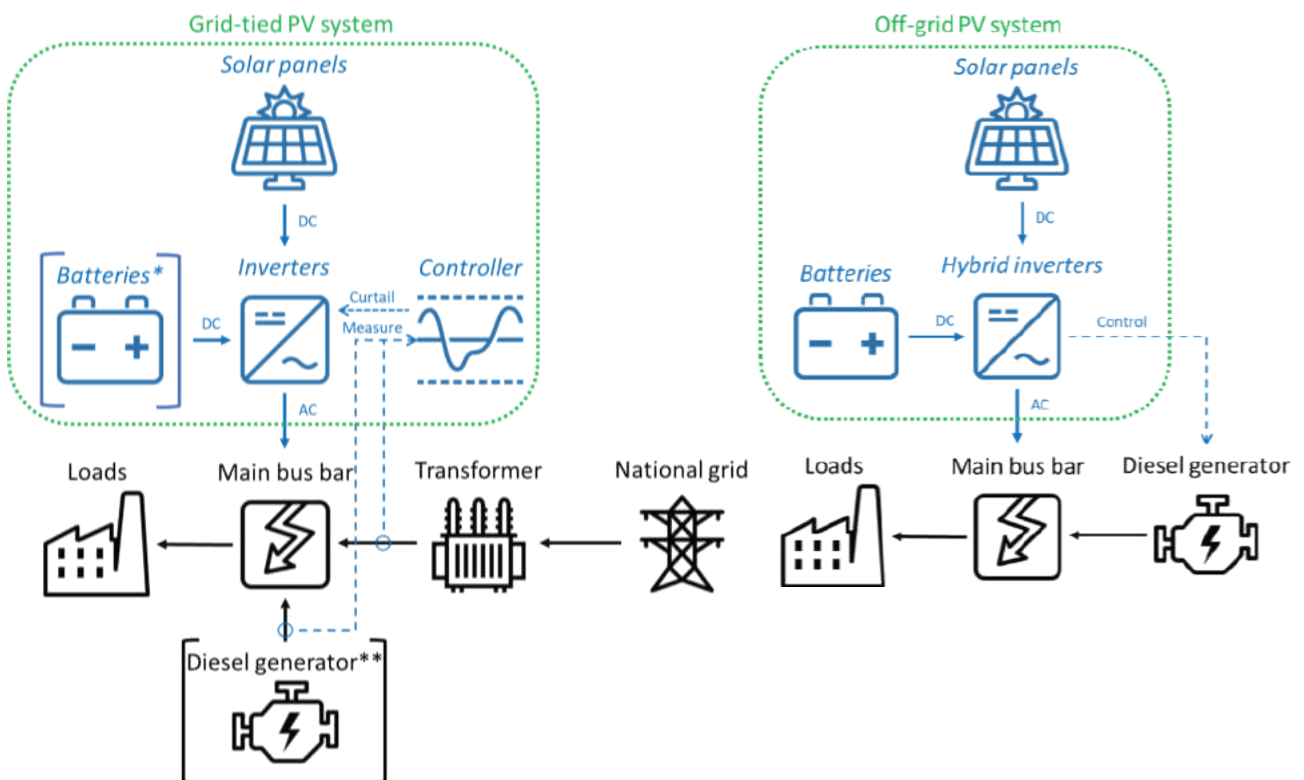 Grid-tied PV system
Solar panels
DC
Batteries*
Inverters
Controller
DC
Curtail
Measure
AC
Loads
Main bus bar
Transformer
National grid
Diesel generator**
Off-grid PV system
Solar panels
DC
Batteries
Hybrid inverters
DC
Control
AC
Loads
Main bus bar
Diesel generator